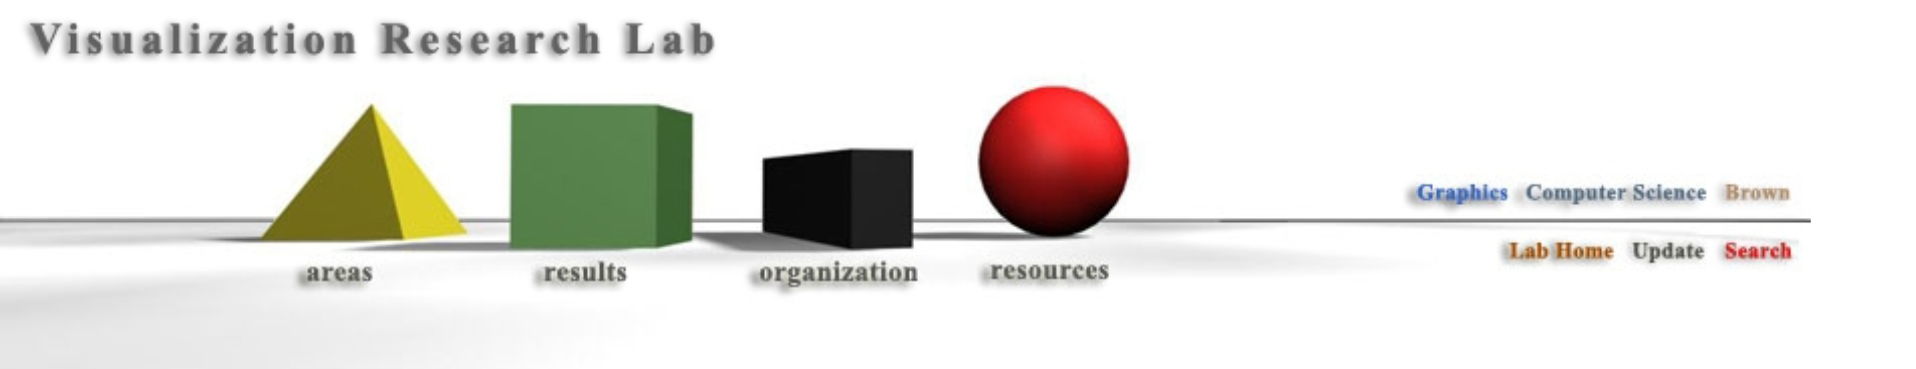 Visualization Research Lab
Graphics Computer Science Brown
Lab Home Update Search
areas results organization resources